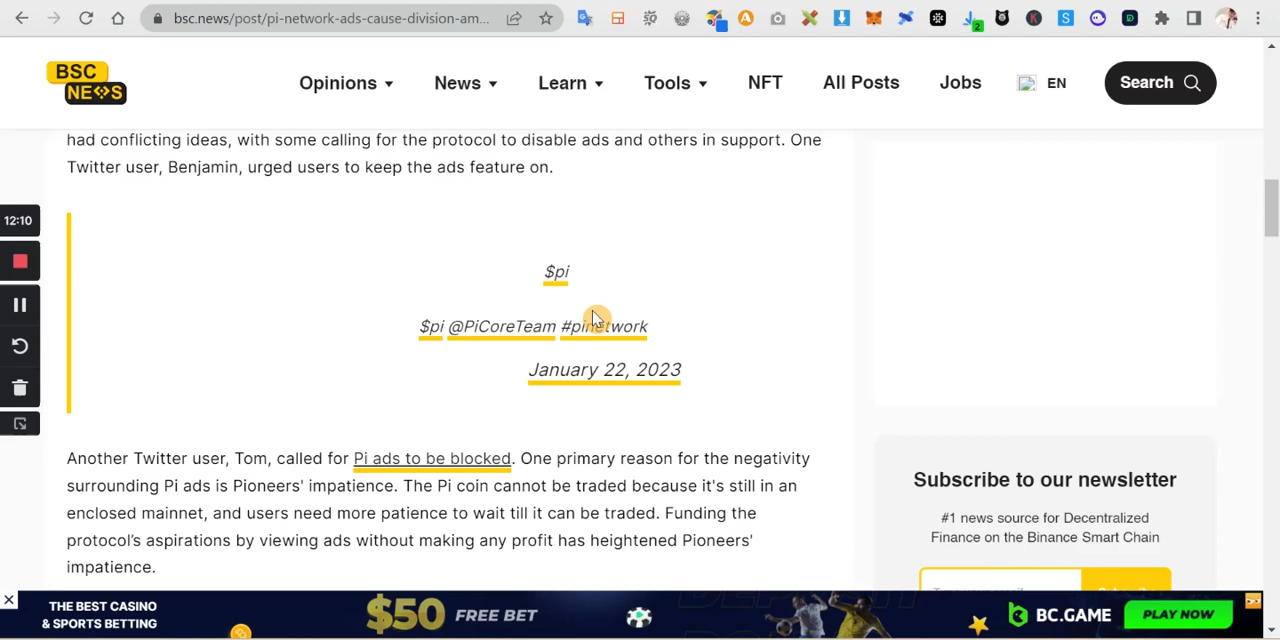 bsc.news/post/pi-network-ads-cause-division-am...
2
BSC
NEWS
Opinions
News
Learn
Tools
NFT
All Posts
Jobs
EN
Search
had conflicting ideas, with some calling for the protocol to disable ads and others in support. One
Twitter user, Benjamin, urged users to keep the ads feature on.
12:10
$pi
$pi @PiCoreTeam #pinetwork
January 22, 2023
Another Twitter user, Tom, called for Pi ads to be blocked. One primary reason for the negativity
surrounding Pi ads is Pioneers' impatience. The Pi coin cannot be traded because it's still in an
enclosed mainnet, and users need more patience to wait till it can be traded. Funding the
protocol's aspirations by viewing ads without making any profit has heightened Pioneers'
impatience.
Subscribe to our newsletter
#1 news source for Decentralized
Finance on the Binance Smart Chain
THE BEST CASINO
& SPORTS BETTING
$50 FREE BET
BC.GAME
PLAY NOW